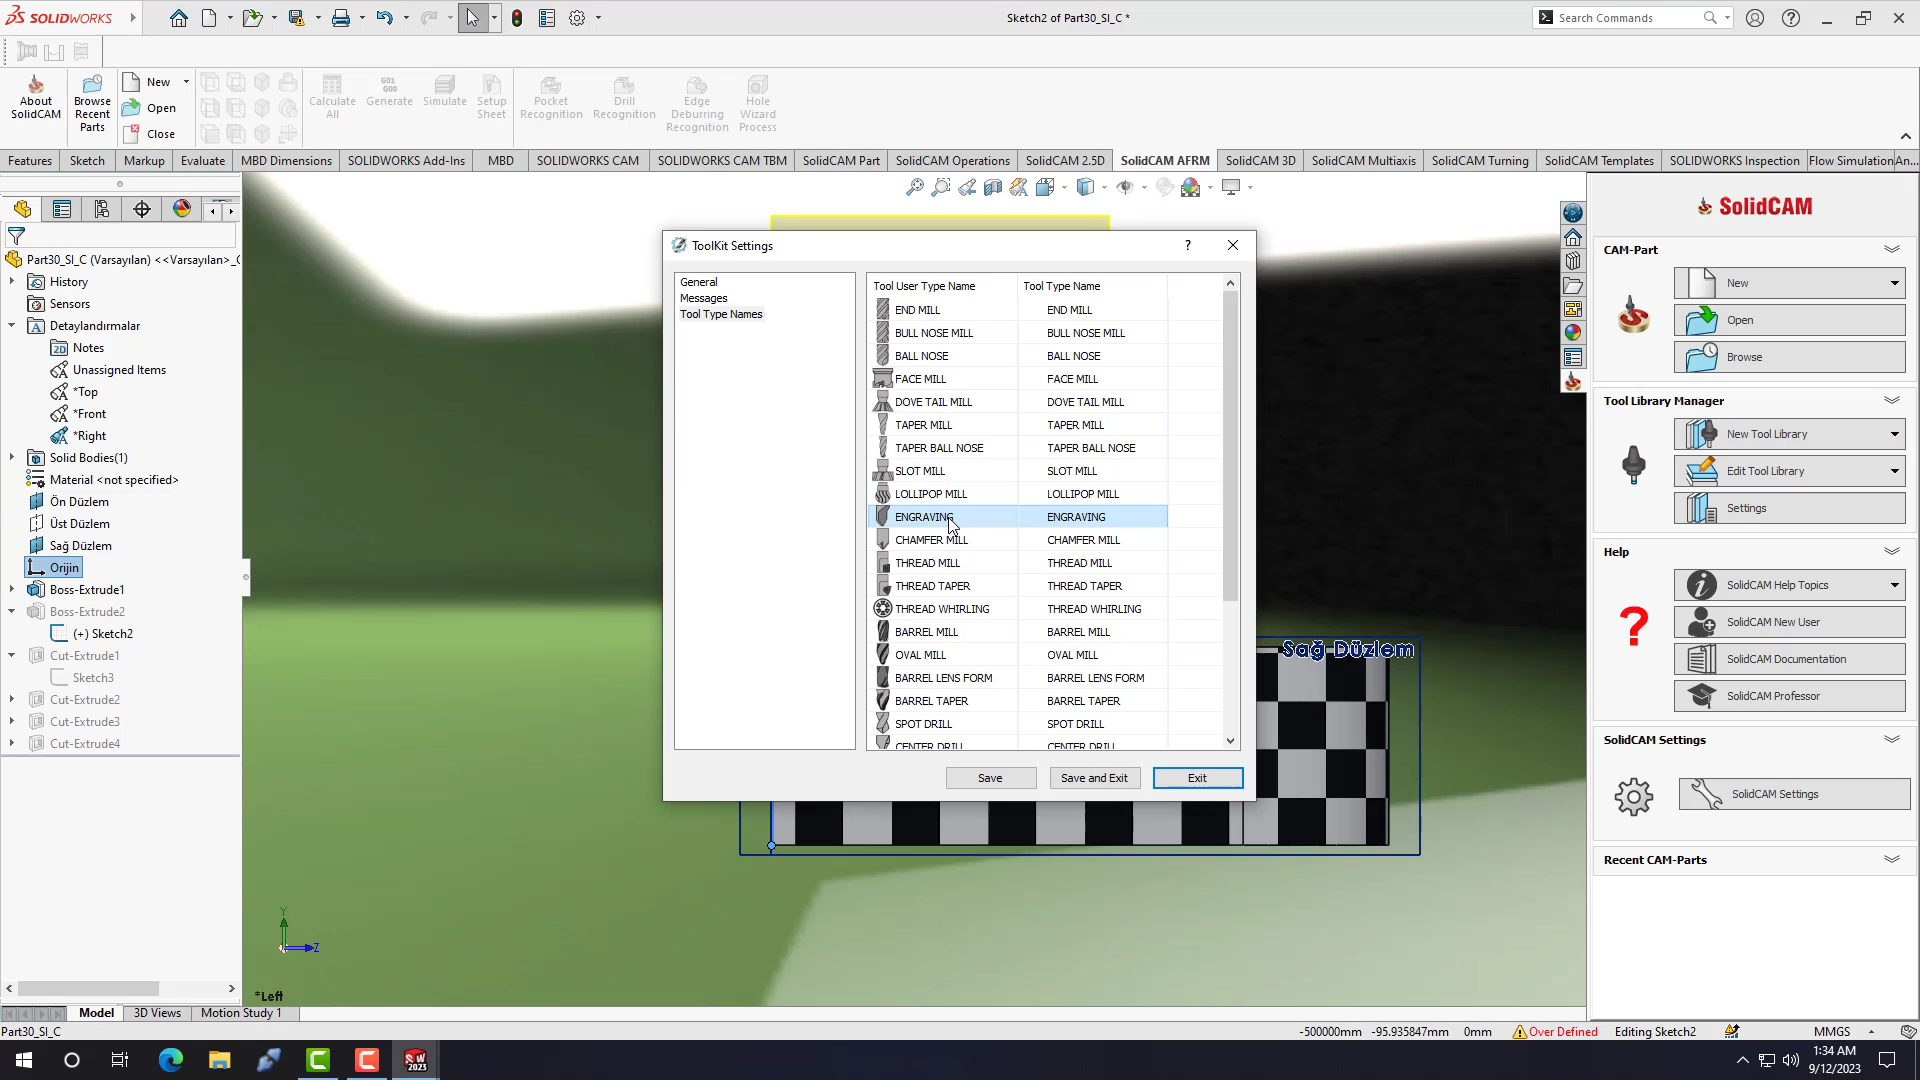 SOLIDWORKS
Sketch2 of Part30_SI_C *
Search Commands
About SolidCAM
Browse Recent Parts
New
Open
Close
Calculate All
G01 G00
Generate
Simulate
Setup Sheet
Pocket Recognition
Drill Recognition
Edge Deburring Recognition
Hole Wizard Process
Features
Sketch
Markup
Evaluate
MBD Dimensions
SOLIDWORKS Add-Ins
MBD
SOLIDWORKS CAM
SOLIDWORKS CAM TBM
SolidCAM Part
SolidCAM Operations
SolidCAM 2.5D
SolidCAM AFRM
SolidCAM 3D
SolidCAM Multiaxis
SolidCAM Turning
SolidCAM Templates
SOLIDWORKS Inspection
Flow Simulation
An...
Part30_SI_C (Varsayılan) <<Varsayılan>_(
History
Sensors
Detaylandırmalar
Notes
Unassigned Items
*Top
*Front
*Right
Solid Bodies(1)
Material <not specified>
Ön Düzlem
Üst Düzlem
Sağ Düzlem
Orijin
Boss-Extrude1
Boss-Extrude2
(+) Sketch2
Cut-Extrude1
Sketch3
Cut-Extrude2
Cut-Extrude3
Cut-Extrude4
ToolKit Settings
?
General
Messages
Tool Type Names
Tool User Type Name Tool Type Name
END MILL END MILL
BULL NOSE MILL BULL NOSE MILL
BALL NOSE BALL NOSE
FACE MILL FACE MILL
DOVE TAIL MILL DOVE TAIL MILL
TAPER MILL TAPER MILL
TAPER BALL NOSE TAPER BALL NOSE
SLOT MILL SLOT MILL
LOLLIPOP MILL LOLLIPOP MILL
ENGRAVING ENGRAVING
CHAMFER MILL CHAMFER MILL
THREAD MILL THREAD MILL
THREAD TAPER THREAD TAPER
THREAD WHIRLING THREAD WHIRLING
BARREL MILL BARREL MILL
OVAL MILL OVAL MILL
BARREL LENS FORM BARREL LENS FORM
BARREL TAPER BARREL TAPER
SPOT DRILL SPOT DRILL
CENTER DRILL CENTER DRILL
Save
Save and Exit
Exit
Sağ Düzlem
Y
Z
*Left
SolidCAM
CAM-Part
New
Open
Browse
Tool Library Manager
New Tool Library
Edit Tool Library
Settings
Help
SolidCAM Help Topics
SolidCAM New User
SolidCAM Documentation
SolidCAM Professor
SolidCAM Settings
SolidCAM Settings
Recent CAM-Parts
Model
3D Views
Motion Study 1
Part30_SI_C
-500000mm
-95.935847mm
0mm
Over Defined
Editing Sketch2
MMGS
SW 2023
1:34 AM
9/12/2023